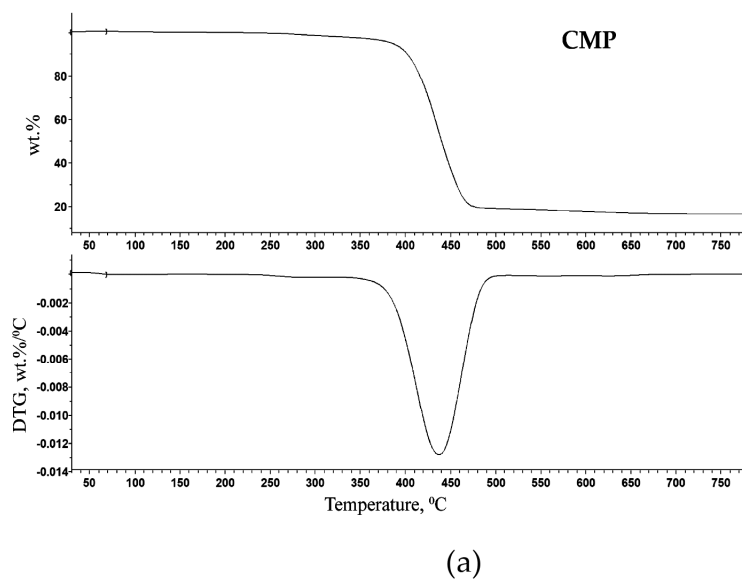 CMP
wt.%
80
60
40
20
50 100 150 200 250 300 350 400 450 500 550 600 650 700 750
DTG, wt.%/⁰C
-0.002
-0.004
-0.006
-0.008
-0.010
-0.012
-0.014
50 100 150 200 250 300 350 400 450 500 550 600 650 700 750
Temperature, ⁰C
(a)